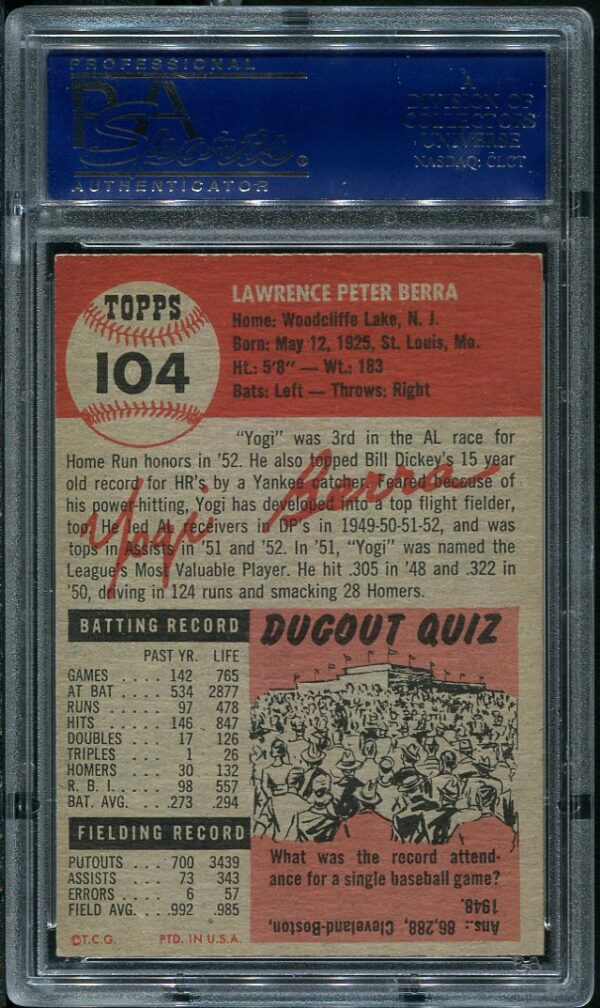 PROFESSIONAL
PSA
Sports®
AUTHENTICATOR
A
DIVISION OF
COLLECTORS
UNIVERSE
NASDAQ: CLCT
TOPPS
104
LAWRENCE PETER BERRA
Home: Woodcliffe Lake, N. J.
Born: May 12, 1925, St. Louis, Mo.
Ht.: 5'8" — Wt.: 183
Bats: Left — Throws: Right
"Yogi" was 3rd in the AL race for
Home Run honors in '52. He also topped Bill Dickey's 15 year
old record for HR's by a Yankee catcher. Feared because of
his power-hitting, Yogi has developed into a top flight fielder,
too. He led AL receivers in DP's in 1949-50-51-52, and was
tops in Assists in '51 and '52. In '51, "Yogi" was named the
League's Most Valuable Player. He hit .305 in '48 and .322 in
'50, driving in 124 runs and smacking 28 Homers.
Yogi Berra
BATTING RECORD
PAST YR. LIFE
GAMES . . . . 142 765
AT BAT . . . . 534 2877
RUNS . . . . . 97 478
HITS . . . . . 146 847
DOUBLES . . . 17 126
TRIPLES . . . 1 26
HOMERS . . . 30 132
R. B. I. . . . . 98 557
BAT. AVG. . . .273 .294
FIELDING RECORD
PUTOUTS . . . 700 3439
ASSISTS . . . . 73 343
ERRORS . . . . 6 57
FIELD AVG. . . .992 .985
©T.C.G. PTD. IN U.S.A.
DUGOUT QUIZ
What was the record attend-
ance for a single baseball game?
Ans.: 86,288, Cleveland-Boston,
1948.